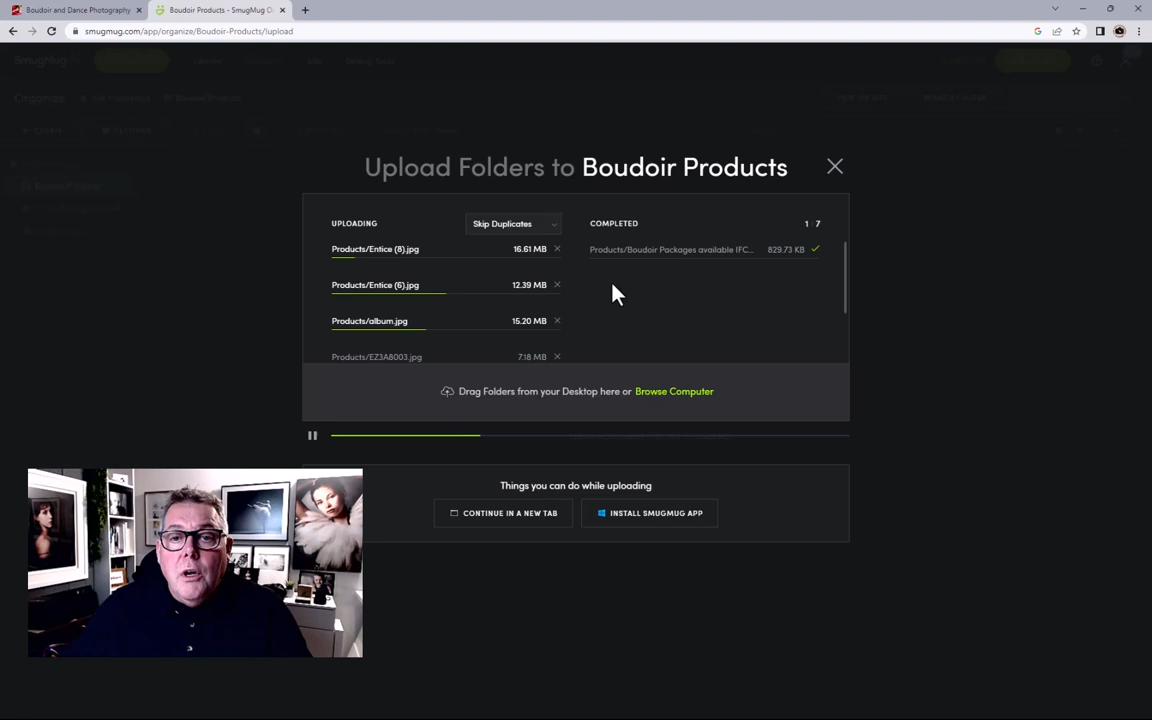 Boudoir and Dance Photography
Boudoir Products - SmugMug
smugmug.com/app/organize/Boudoir-Products/!upload
SmugMug
Organize
Boudoir Products
Upload Folders to Boudoir Products
UPLOADING
Skip Duplicates
COMPLETED
1 7
Products/Entice (8).jpg
16.61 MB
Products/Boudoir Packages available IFC...
829.73 KB
Products/Entice (6).jpg
12.39 MB
Products/album.jpg
15.20 MB
Products/EZ3A8003.jpg
7.18 MB
Drag Folders from your Desktop here or Browse Computer
Things you can do while uploading
CONTINUE IN A NEW TAB
INSTALL SMUGMUG APP